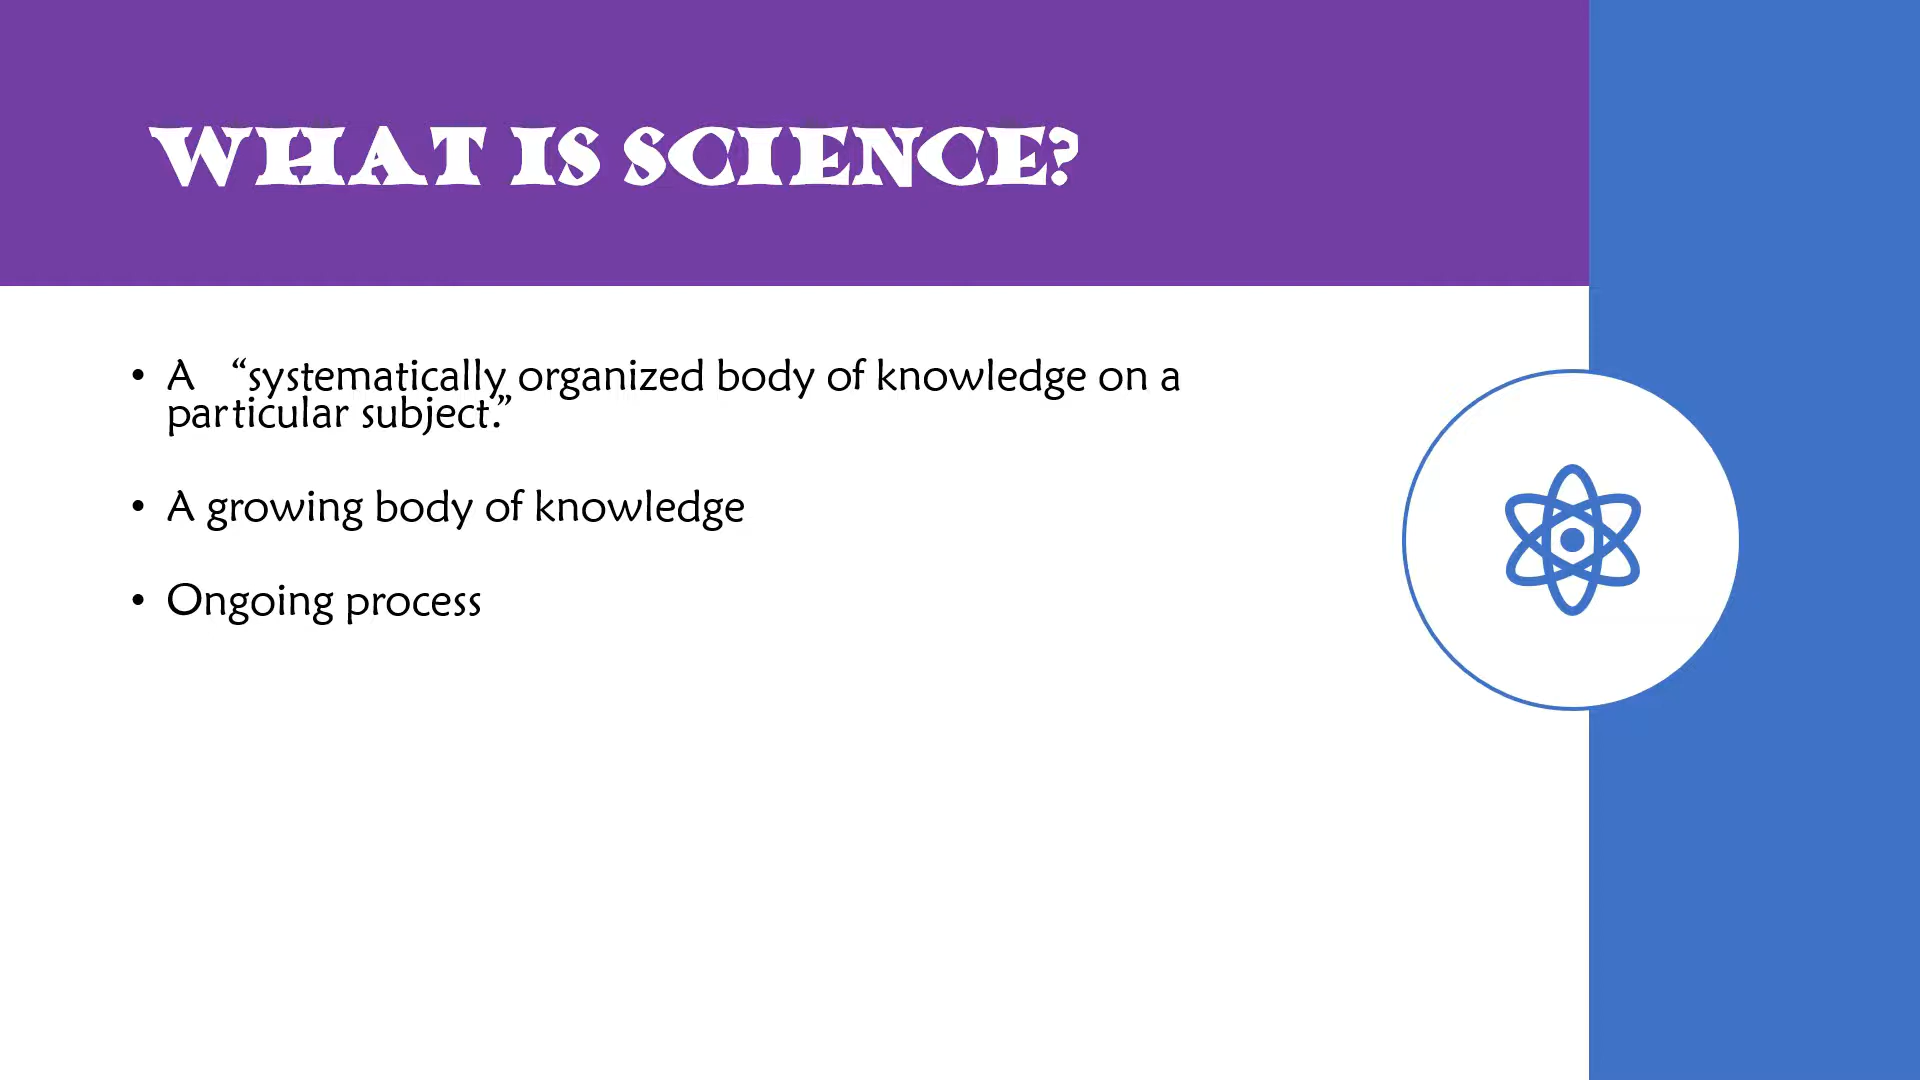 WHAT IS SCIENCE?
• A “systematically organized body of knowledge on a
particular subject.”
• A growing body of knowledge
• Ongoing process